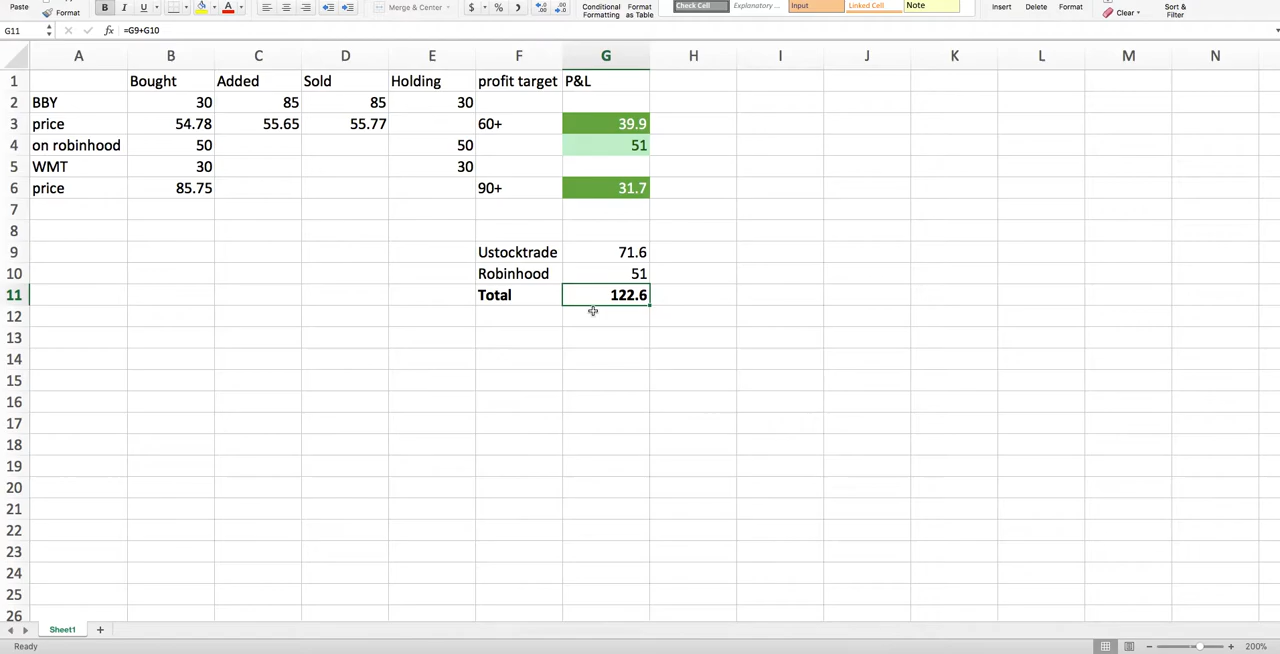 Paste Format B I U A Merge & Center $ % ) Conditional Formatting Format as Table Check Cell Explanatory ... Input Linked Cell Note Insert Delete Format Clear Sort & Filter
G11 fx =G9+G10
A B C D E F G H I J K L M N
1 Bought Added Sold Holding profit target P&L
2 BBY 30 85 85 30
3 price 54.78 55.65 55.77 60+ 39.9
4 on robinhood 50 50 51
5 WMT 30 30
6 price 85.75 90+ 31.7
7
8
9 Ustocktrade 71.6
10 Robinhood 51
11 Total 122.6
12
13
14
15
16
17
18
19
20
21
22
23
24
25
26
Sheet1 +
Ready 200%